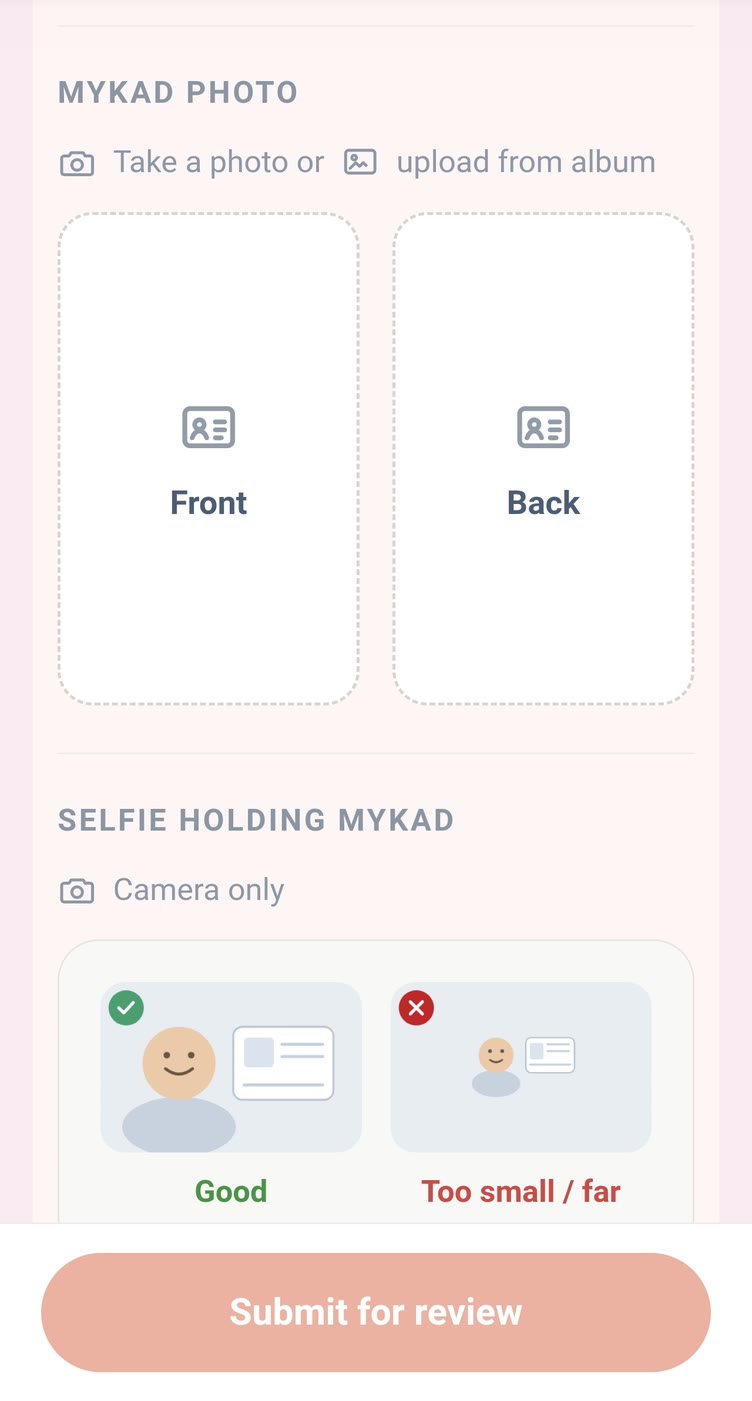 MYKAD PHOTO
Take a photo or upload from album
Front
Back
SELFIE HOLDING MYKAD
Camera only
Good
Too small / far
Submit for review